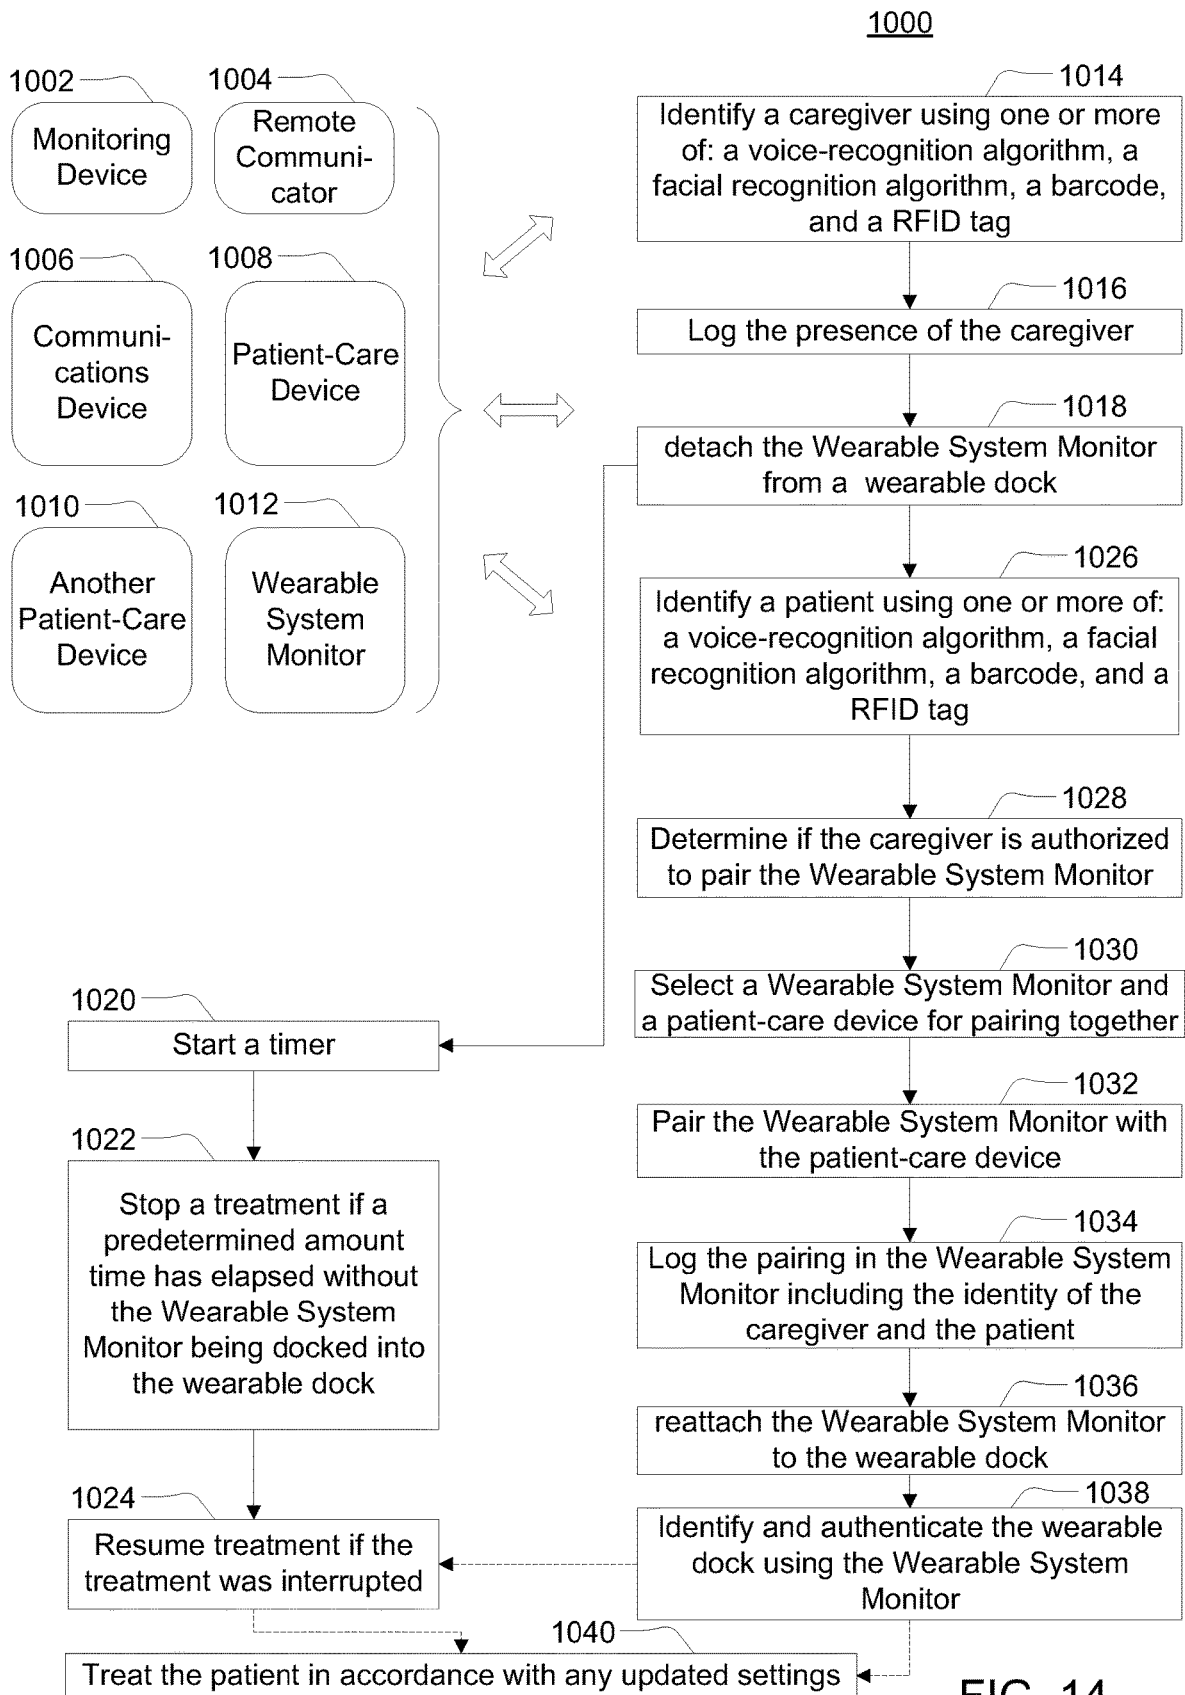 1000
1002
Monitoring
Device
1004
Remote
Communi-
cator
1006
Communi-
cations
Device
1008
Patient-Care
Device
1010
Another
Patient-Care
Device
1012
Wearable
System
Monitor
1014
Identify a caregiver using one or more
of: a voice-recognition algorithm, a
facial recognition algorithm, a barcode,
and a RFID tag
1016
Log the presence of the caregiver
1018
detach the Wearable System Monitor
from a wearable dock
1026
Identify a patient using one or more of:
a voice-recognition algorithm, a facial
recognition algorithm, a barcode, and a
RFID tag
1028
Determine if the caregiver is authorized
to pair the Wearable System Monitor
1030
Select a Wearable System Monitor and
a patient-care device for pairing together
1032
Pair the Wearable System Monitor with
the patient-care device
1034
Log the pairing in the Wearable System
Monitor including the identity of the
caregiver and the patient
1036
reattach the Wearable System Monitor
to the wearable dock
1038
Identify and authenticate the wearable
dock using the Wearable System
Monitor
1020
Start a timer
1022
Stop a treatment if a
predetermined amount
time has elapsed without
the Wearable System
Monitor being docked into
the wearable dock
1024
Resume treatment if the
treatment was interrupted
1040
Treat the patient in accordance with any updated settings
FIG. 14